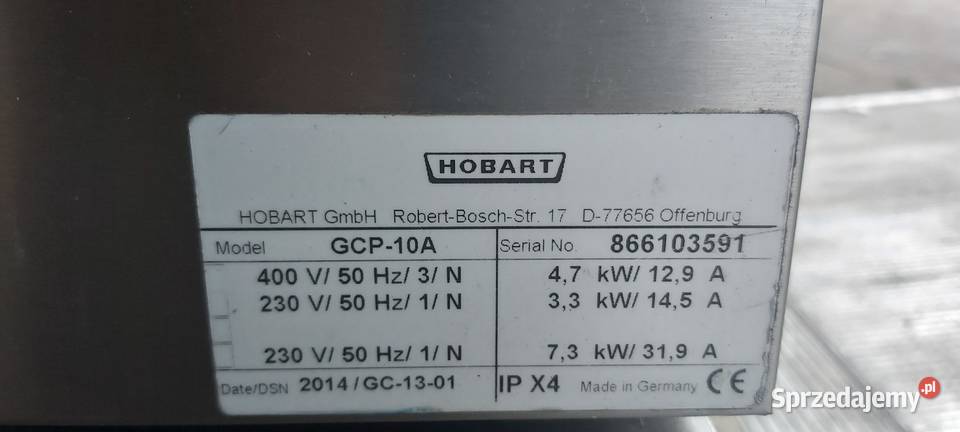 HOBART
HOBART GmbH Robert-Bosch-Str. 17 D-77656 Offenburg
Model GCP-10A Serial No. 866103591
400 V/ 50 Hz/ 3/ N 4,7 kW/ 12,9 A
230 V/ 50 Hz/ 1/ N 3,3 kW/ 14,5 A
230 V/ 50 Hz/ 1/ N 7,3 kW/ 31,9 A
Date/DSN 2014 / GC-13-01 IP X4 Made in Germany CE
Sprzedajemy.pl